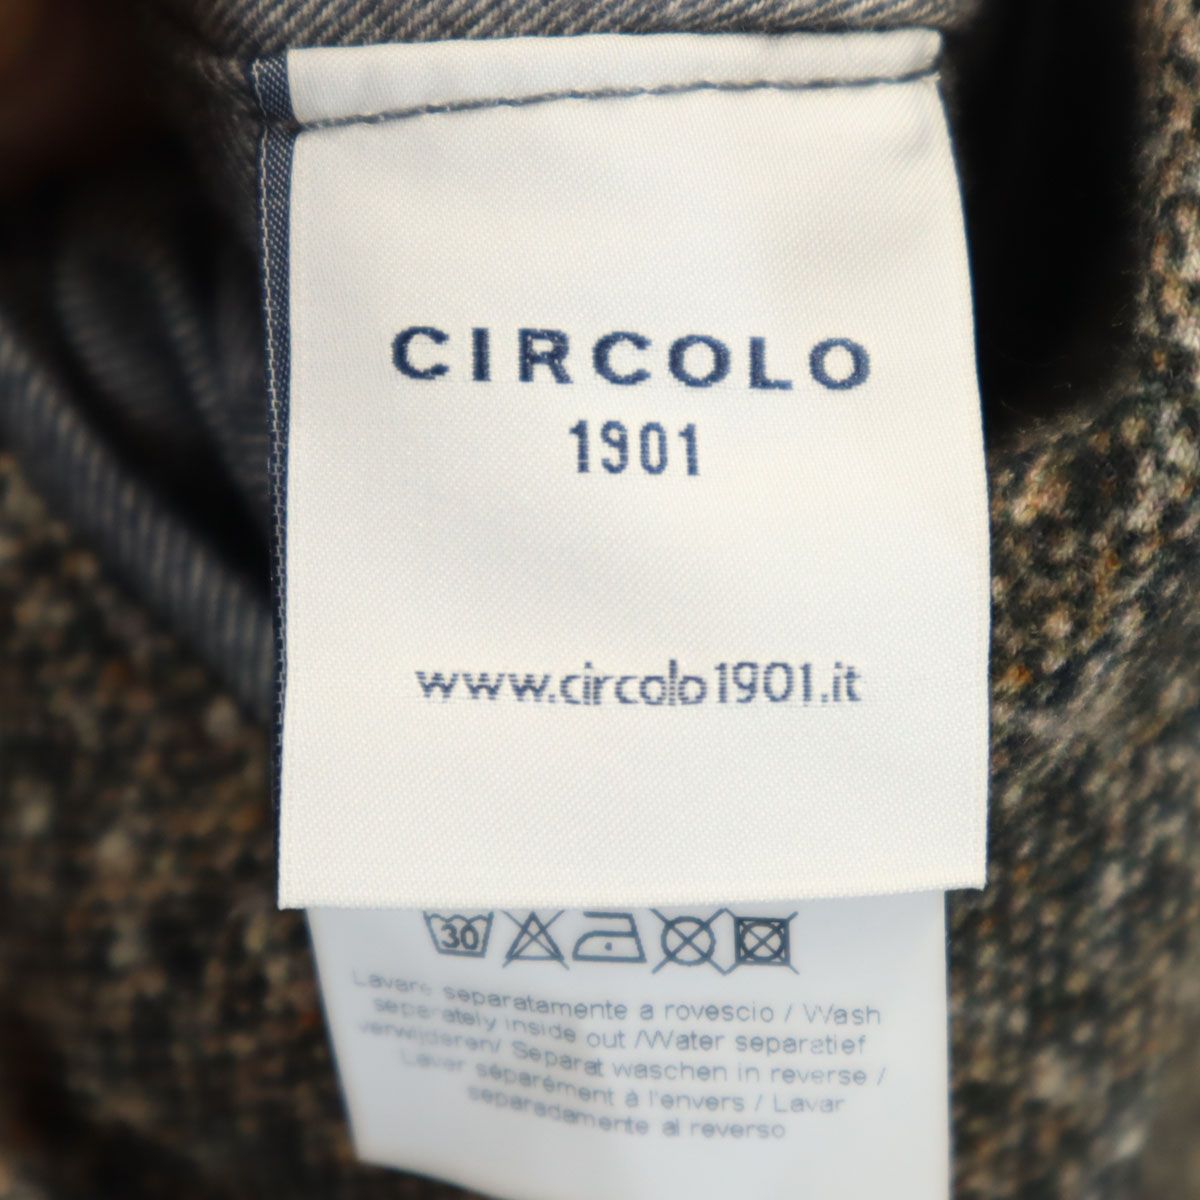 CIRCOLO
1901
www.circolo1901.it
30
Lavare separatamente a rovescio / Wash
separately inside out /Water separatief
verwijderen/ Separat waschen in reverse /
Laver séparément à l'envers / Lavar
separadamente al reverso